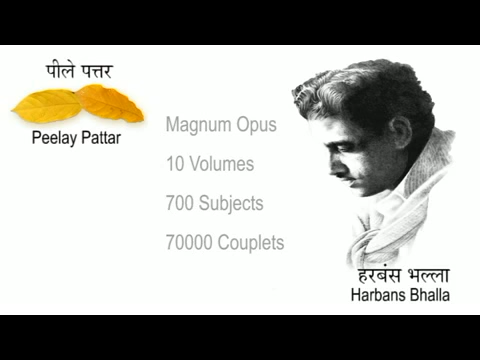 पीले पत्तर
Peelay Pattar
Magnum Opus
10 Volumes
700 Subjects
70000 Couplets
हरबंस भल्ला
Harbans Bhalla